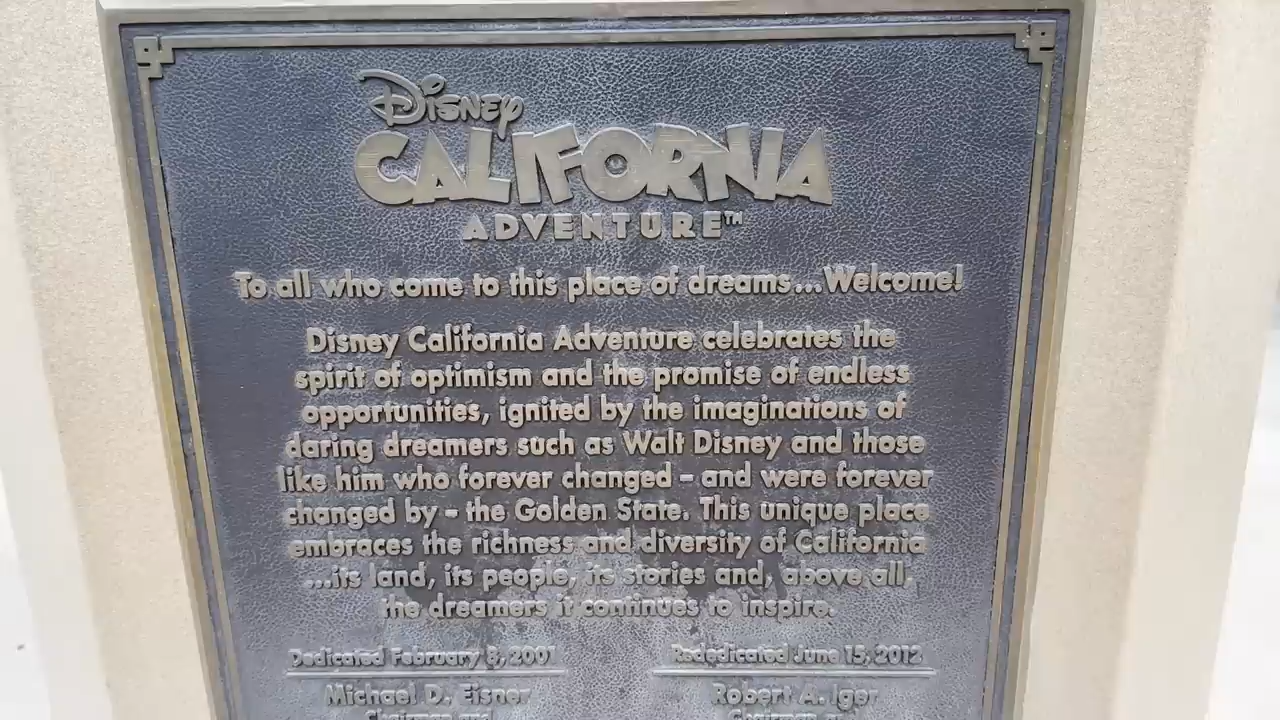 Disney
CALIFORNIA
ADVENTURE™
To all who come to this place of dreams...Welcome!
Disney California Adventure celebrates the
spirit of optimism and the promise of endless
opportunities, ignited by the imaginations of
daring dreamers such as Walt Disney and those
like him who forever changed – and were forever
changed by – the Golden State. This unique place
embraces the richness and diversity of California
...its land, its people, its stories and, above all,
the dreamers it continues to inspire.
Dedicated February 8, 2001
Rededicated June 15, 2012
Michael D. Eisner
Robert A. Iger
Chairman and
Chairman and